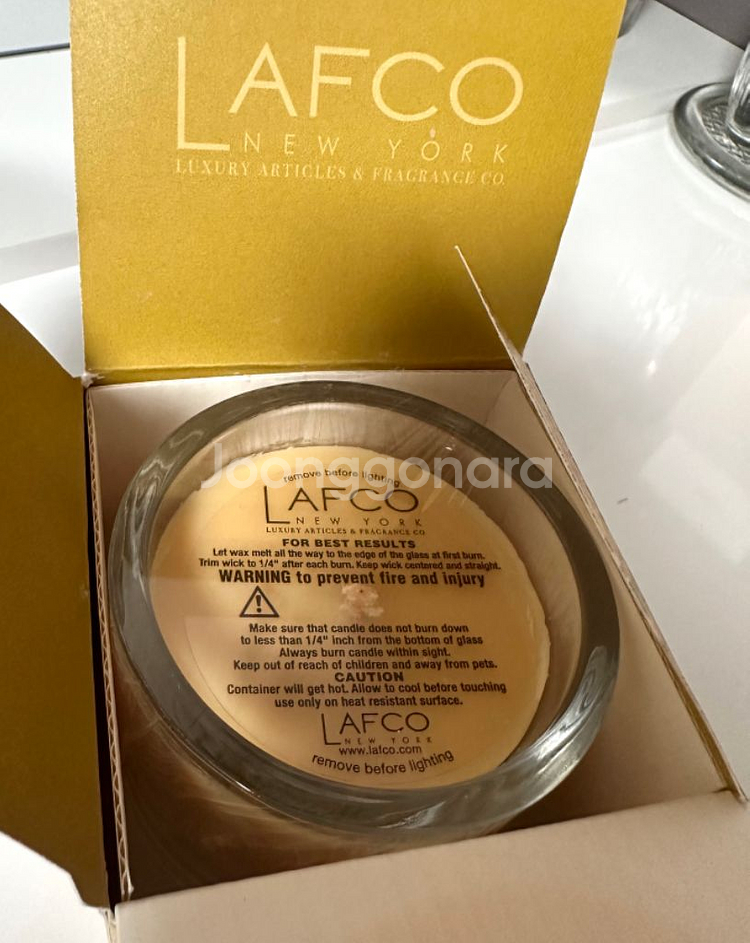 LAFCO
NEW YORK
LUXURY ARTICLES & FRAGRANCE CO.
Joonggonara
remove before lighting
LAFCO
NEW YORK
LUXURY ARTICLES & FRAGRANCE CO.
FOR BEST RESULTS
Let wax melt all the way to the edge of the glass at first burn.
Trim wick to 1/4" after each burn. Keep wick centered and straight.
WARNING to prevent fire and injury
Make sure that candle does not burn down
to less than 1/4" inch from the bottom of glass
Always burn candle within sight.
Keep out of reach of children and away from pets.
CAUTION
Container will get hot. Allow to cool before touching
use only on heat resistant surface.
LAFCO
NEW YORK
www.lafco.com
remove before lighting